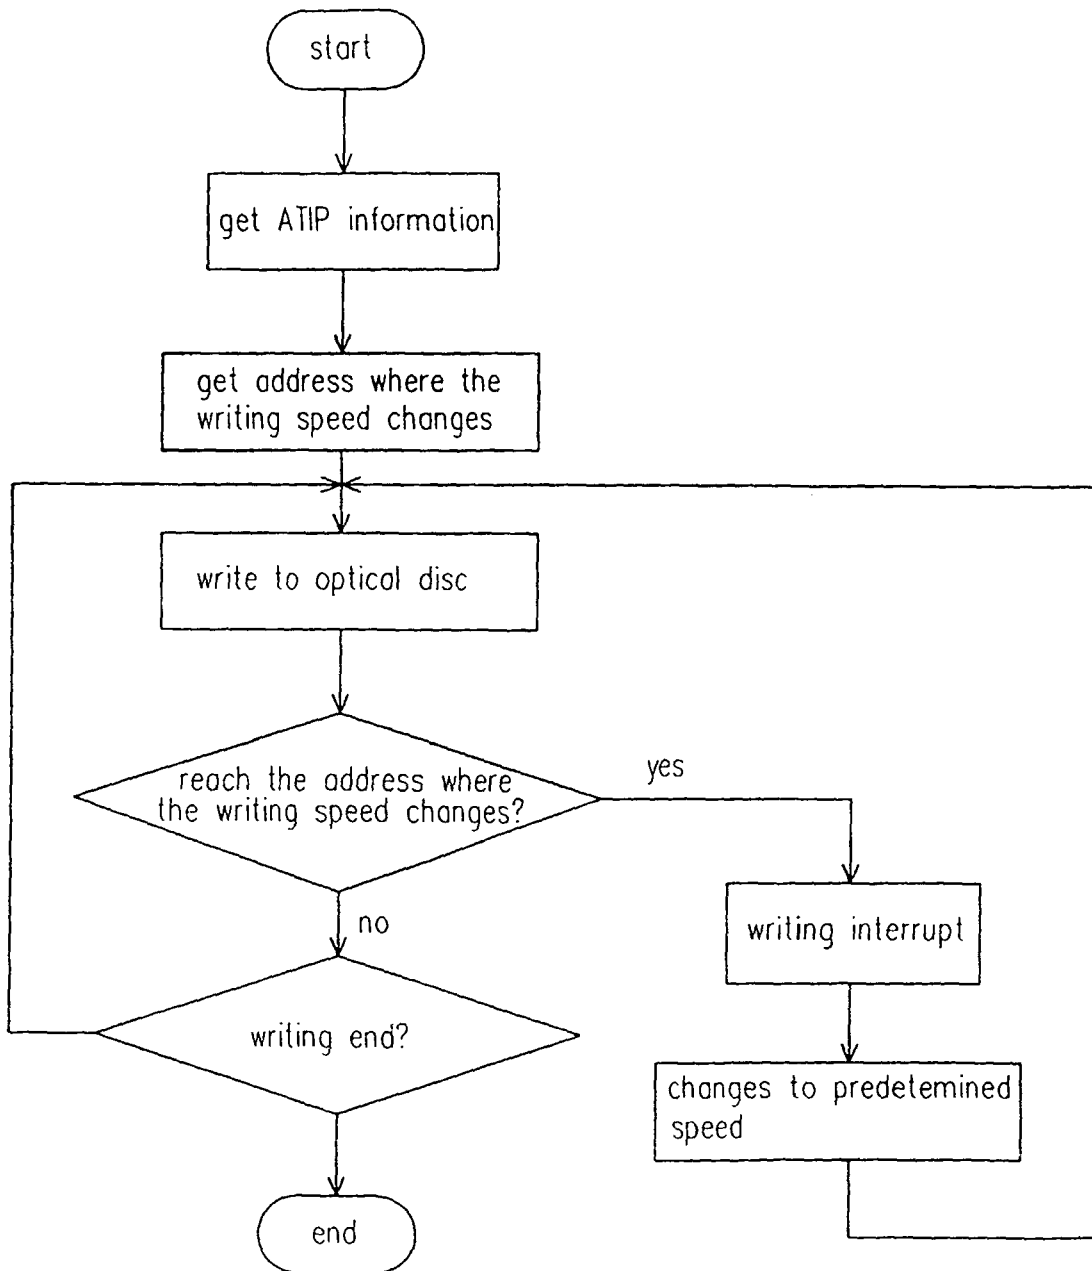 start
get ATIP information
get address where the
writing speed changes
write to optical disc
reach the address where
the writing speed changes?
yes
no
writing interrupt
writing end?
changes to predetemined
speed
end